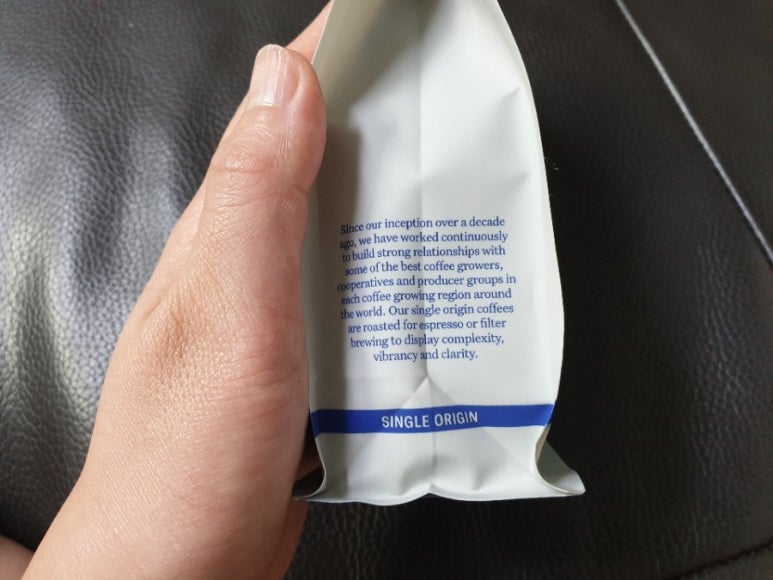 Since our inception over a decade
ago, we have worked continuously
to build strong relationships with
some of the best coffee growers,
cooperatives and producer groups in
each coffee growing region around
the world. Our single origin coffees
are roasted for espresso or filter
brewing to display complexity,
vibrancy and clarity.
SINGLE ORIGIN